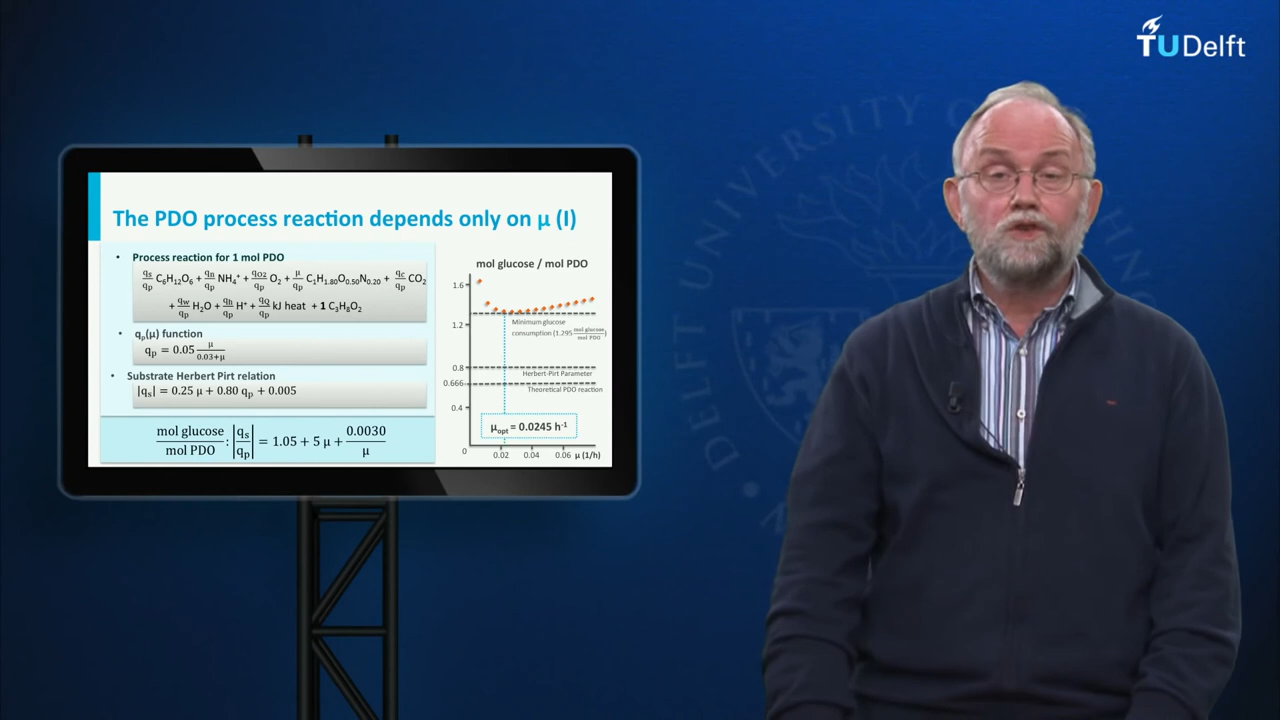 TUDelft
The PDO process reaction depends only on µ (I)
• Process reaction for 1 mol PDO
qs/qp C6H12O6 + qn/qp NH4+ + qO2/qp O2 + µ/qp C1H1.80O0.50N0.20 + qc/qp CO2
+ qw/qp H2O + qh/qp H+ + qQ/qp kJ heat + 1 C3H8O2
• qp(µ) function
qp = 0.05 µ/0.03+µ
• Substrate Herbert Pirt relation
|qs| = 0.25 µ + 0.80 qp + 0.005
mol glucose/mol PDO : |qs/qp| = 1.05 + 5 µ + 0.0030/µ
mol glucose / mol PDO
1.6
1.2
Minimum glucose
consumption (1.295 mol glucose/mol PDO)
0.8
Herbert-Pirt Parameter
0.666
Theoretical PDO reaction
0.4
µopt = 0.0245 h-1
0
0.02 0.04 0.06 µ (1/h)
DELFT UNIVERSITY O
HNO